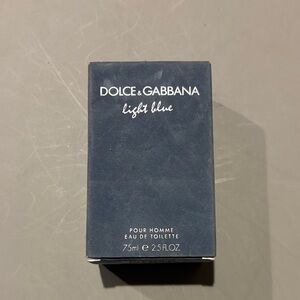 DOLCE & GABBANA
light blue
POUR HOMME
EAU DE TOILETTE
75ml ℮ 2.5 FL.OZ.